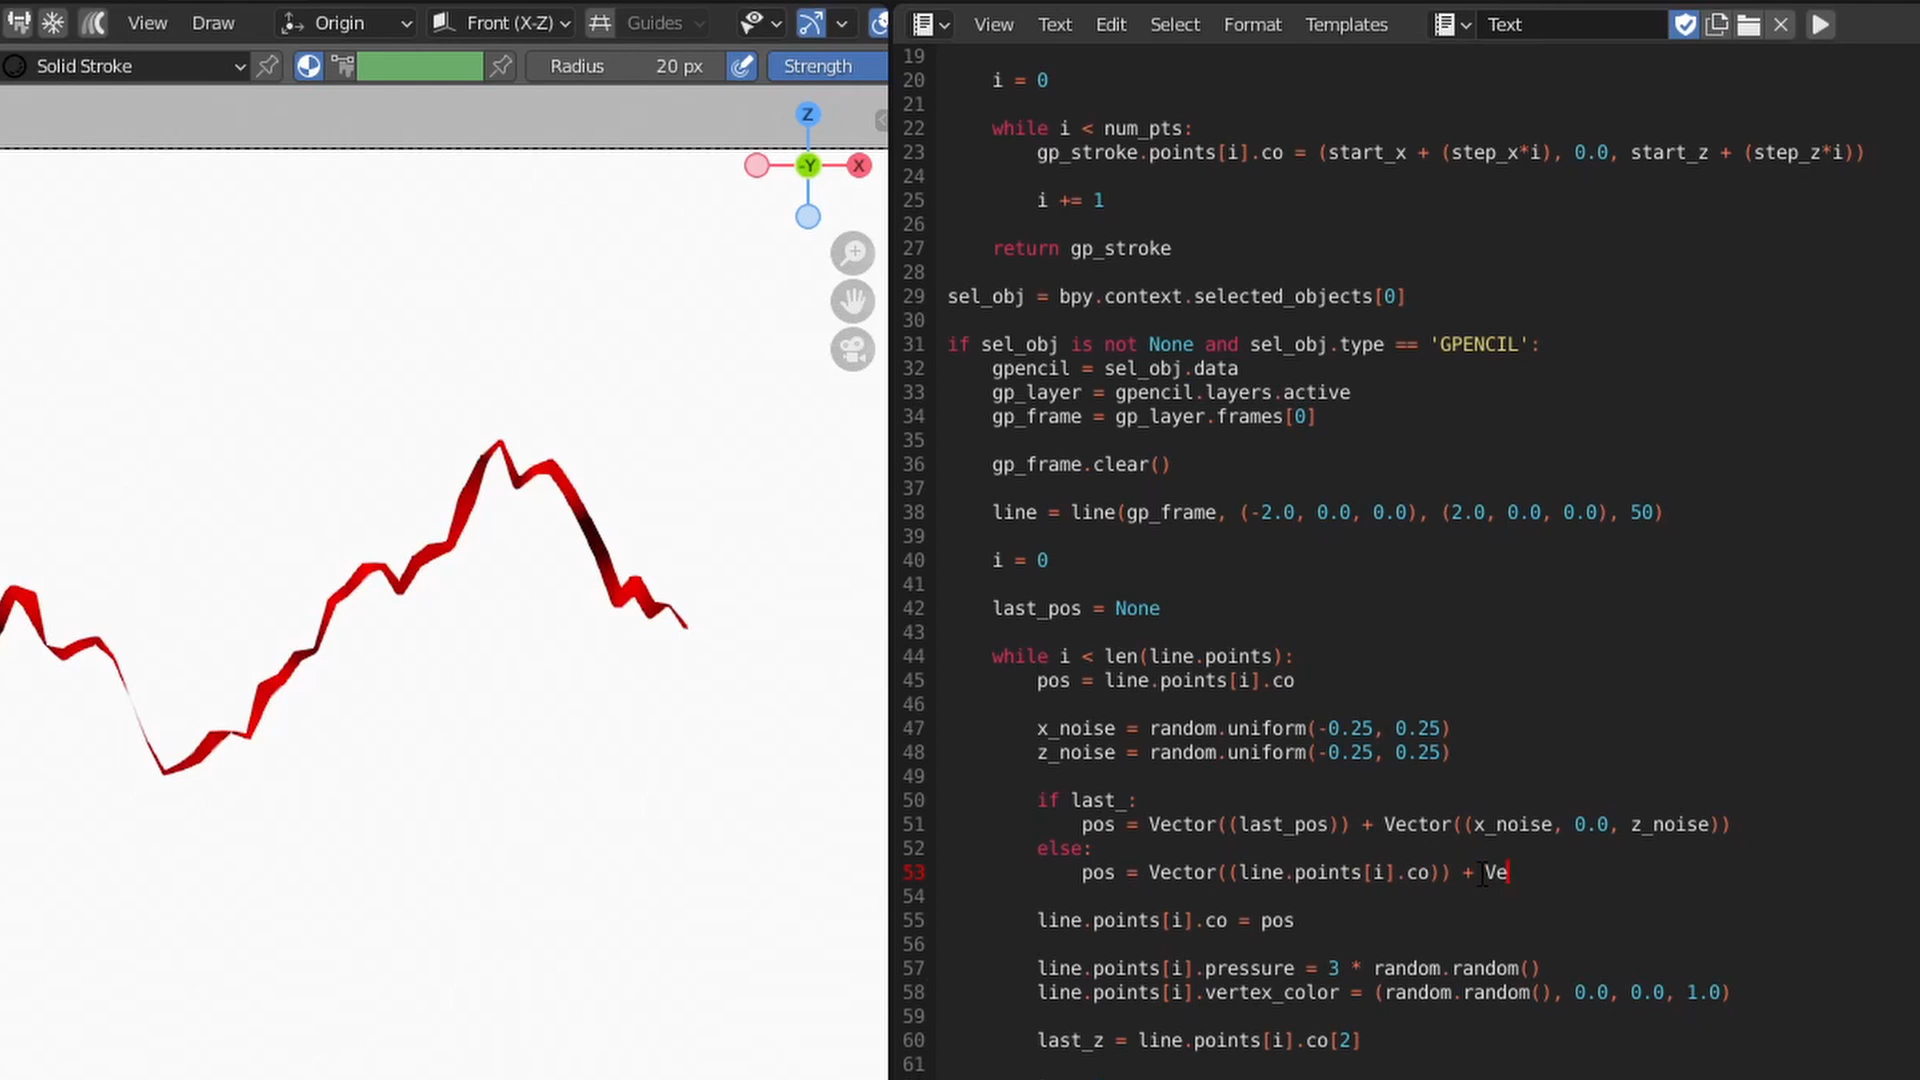 View Draw Origin Front (X-Z) Guides
Solid Stroke Radius 20 px Strength
Z
-Y X
View Text Edit Select Format Templates Text
19
20 i = 0
21
22 while i < num_pts:
23 gp_stroke.points[i].co = (start_x + (step_x*i), 0.0, start_z + (step_z*i))
24
25 i += 1
26
27 return gp_stroke
28
29 sel_obj = bpy.context.selected_objects[0]
30
31 if sel_obj is not None and sel_obj.type == 'GPENCIL':
32 gpencil = sel_obj.data
33 gp_layer = gpencil.layers.active
34 gp_frame = gp_layer.frames[0]
35
36 gp_frame.clear()
37
38 line = line(gp_frame, (-2.0, 0.0, 0.0), (2.0, 0.0, 0.0), 50)
39
40 i = 0
41
42 last_pos = None
43
44 while i < len(line.points):
45 pos = line.points[i].co
46
47 x_noise = random.uniform(-0.25, 0.25)
48 z_noise = random.uniform(-0.25, 0.25)
49
50 if last_:
51 pos = Vector((last_pos)) + Vector((x_noise, 0.0, z_noise))
52 else:
53 pos = Vector((line.points[i].co)) + Ve
54
55 line.points[i].co = pos
56
57 line.points[i].pressure = 3 * random.random()
58 line.points[i].vertex_color = (random.random(), 0.0, 0.0, 1.0)
59
60 last_z = line.points[i].co[2]
61